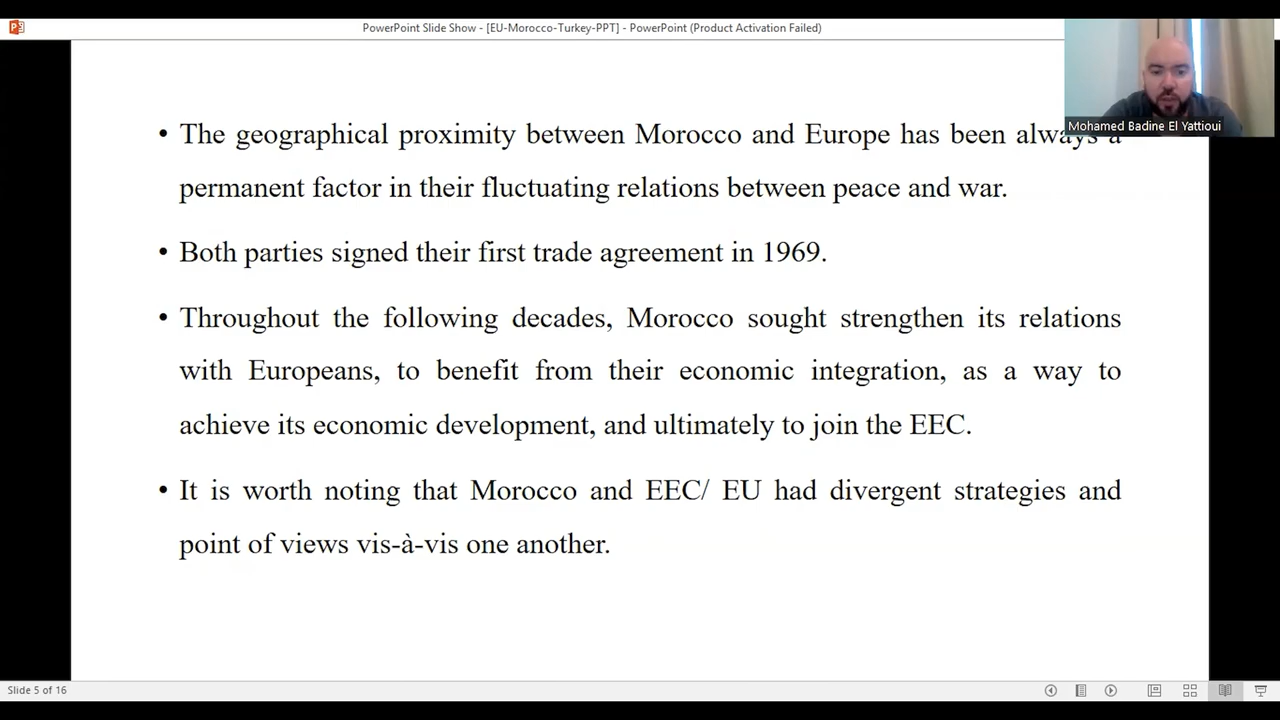 PowerPoint Slide Show - [EU-Morocco-Turkey-PPT] - PowerPoint (Product Activation Failed)
Mohamed Badine El Yattioui
• The geographical proximity between Morocco and Europe has been always a
permanent factor in their fluctuating relations between peace and war.
• Both parties signed their first trade agreement in 1969.
• Throughout the following decades, Morocco sought strengthen its relations
with Europeans, to benefit from their economic integration, as a way to
achieve its economic development, and ultimately to join the EEC.
• It is worth noting that Morocco and EEC/ EU had divergent strategies and
point of views vis-à-vis one another.
Slide 5 of 16